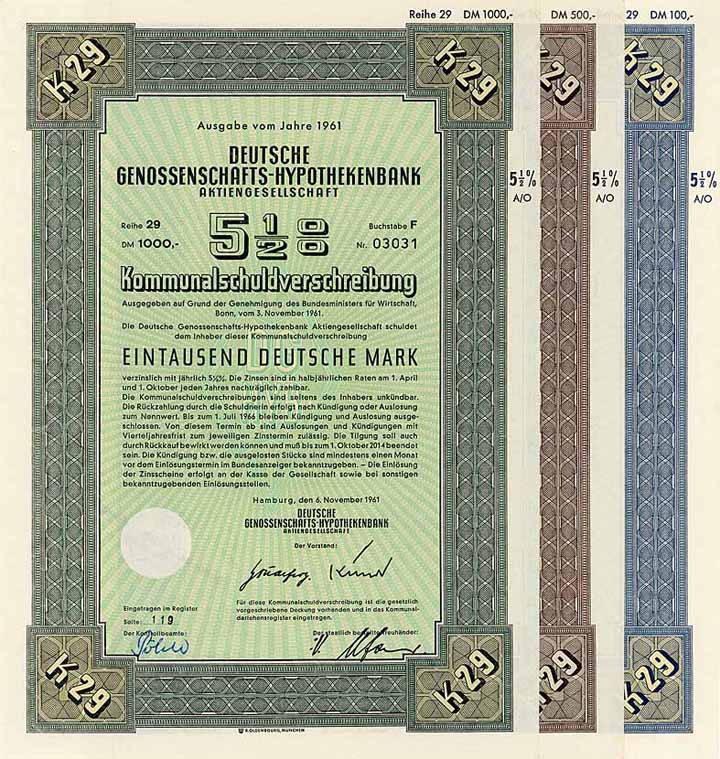 Reihe 29 DM 1000,-
DM 500,-
29 DM 100,-
K 29
K 29
K 29
K 29
Ausgabe vom Jahre 1961
DEUTSCHE
GENOSSENSCHAFTS-HYPOTHEKENBANK
AKTIENGESELLSCHAFT
5½%
A/O
5½%
A/O
5½%
A/O
Reihe 29 5½% Buchstabe F
DM 1000,- Nr. 03031
Kommunalschuldverschreibung
Ausgegeben auf Grund der Genehmigung des Bundesministers für Wirtschaft,
Bonn, vom 3. November 1961.
Die Deutsche Genossenschafts-Hypothekenbank Aktiengesellschaft schuldet
dem Inhaber dieser Kommunalschuldverschreibung
EINTAUSEND DEUTSCHE MARK
verzinslich mit jährlich 5½%. Die Zinsen sind in halbjährlichen Raten am 1. April
und 1. Oktober jeden Jahres nachträglich zahlbar.
Die Kommunalschuldverschreibungen sind seitens des Inhabers unkündbar.
Die Rückzahlung durch die Schuldnerin erfolgt nach Kündigung oder Auslosung
zum Nennwert. Bis zum 1. Juli 1966 bleiben Kündigung und Auslosung ausge-
schlossen. Von diesem Termin ab sind Auslosungen und Kündigungen mit
Vierteljahresfrist zum jeweiligen Zinstermin zulässig. Die Tilgung soll auch
durch Rückkauf bewirkt werden können und muß bis zum 1. Oktober 2014 beendet
sein. Die Kündigung bzw. die ausgelosten Stücke sind mindestens einen Monat
vor dem Einlösungstermin im Bundesanzeiger bekanntzugeben. – Die Einlösung
der Zinsscheine erfolgt an der Kasse der Gesellschaft sowie bei sonstigen
bekanntzugebenden Einlösungsstellen.
Hamburg, den 6. November 1961
DEUTSCHE
GENOSSENSCHAFTS-HYPOTHEKENBANK
AKTIENGESELLSCHAFT
Der Vorstand:
Für diese Kommunalschuldverschreibung ist die gesetzlich
vorgeschriebene Deckung vorhanden und in das Kommunal-
darlehensregister eingetragen.
Eingetragen im Register
Seite: 119
Der Kontrollbeamte:
Der staatlich bestellte Treuhänder:
K 29
K 29
K 29
K 29
R. OLDENBOURG, MÜNCHEN